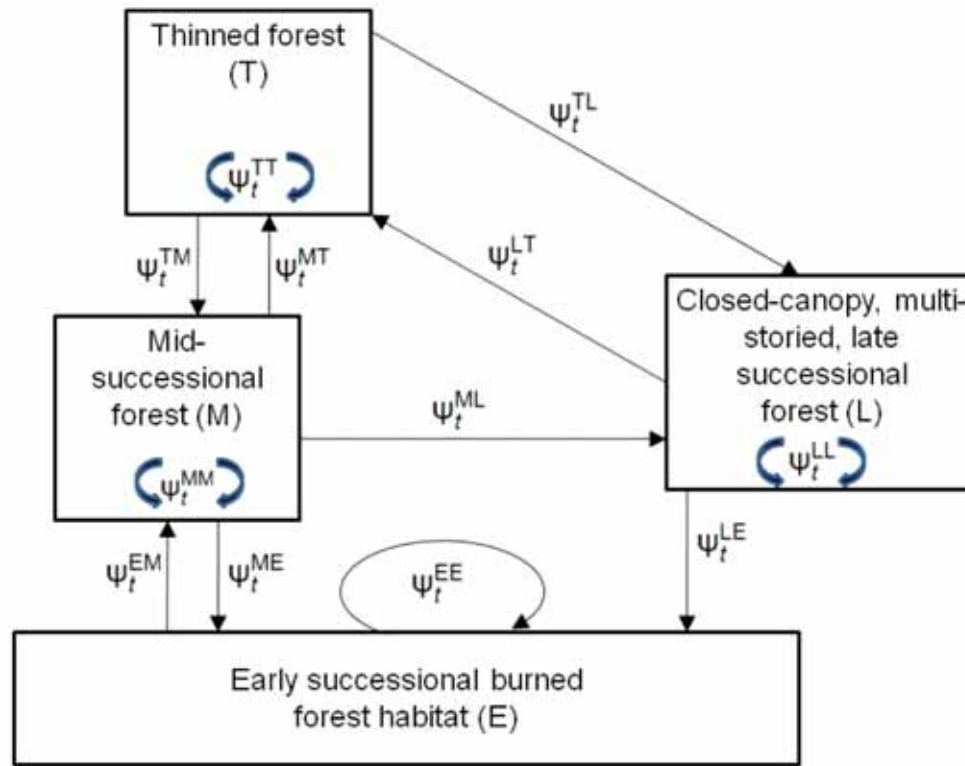 Thinned forest
(T)
Ψ_t^TT
Ψ_t^TL
Ψ_t^LT
Ψ_t^TM
Ψ_t^MT
Closed-canopy, multi-
storied, late
successional
forest (L)
Ψ_t^LL
Mid-
successional
forest (M)
Ψ_t^MM
Ψ_t^ML
Ψ_t^EM
Ψ_t^ME
Ψ_t^EE
Ψ_t^LE
Early successional burned
forest habitat (E)